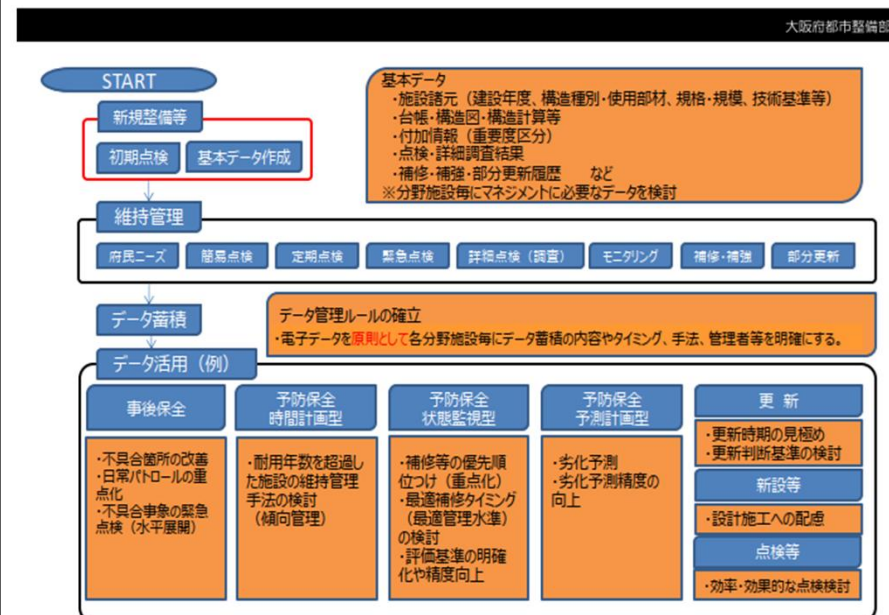 大阪府都市整備部
START
新規整備等
初期点検
基本データ作成
基本データ
・施設諸元（建設年度、構造種別・使用部材、規格・規模、技術基準等）
・台帳・構造図・構造計算等
・付加情報（重要度区分）
・点検・詳細調査結果
・補修・補強・部分更新履歴　など
※分野施設毎にマネジメントに必要なデータを検討
維持管理
府民ニーズ
簡易点検
定期点検
緊急点検
詳細点検（調査）
モニタリング
補修・補強
部分更新
データ蓄積
データ管理ルールの確立
・電子データを原則として各分野施設毎にデータ蓄積の内容やタイミング、手法、管理者等を明確にする。
データ活用（例）
事後保全
・不具合箇所の改善
・日常パトロールの重
点化
・不具合事象の緊急
点検（水平展開）
予防保全
時間計画型
・耐用年数を超過し
た施設の維持管理
手法の検討
（傾向管理）
予防保全
状態監視型
・補修等の優先順
位つけ（重点化）
・最適補修タイミング
（最適管理水準）
の検討
・評価基準の明確
化や精度向上
予防保全
予測計画型
・劣化予測
・劣化予測精度の
向上
更 新
・更新時期の見極め
・更新判断基準の検討
新設等
・設計施工への配慮
点検等
・効率・効果的な点検検討